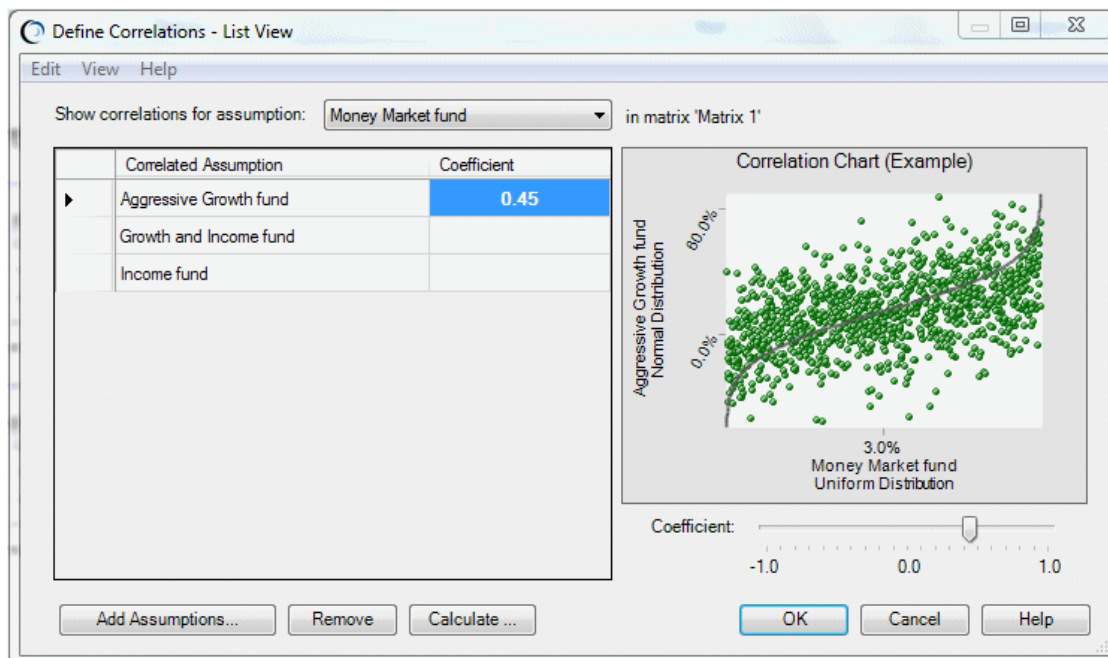 Define Correlations - List View
Edit View Help
Show correlations for assumption: Money Market fund in matrix 'Matrix 1'
Correlated Assumption Coefficient
Aggressive Growth fund 0.45
Growth and Income fund
Income fund
Correlation Chart (Example)
Aggressive Growth fund
Normal Distribution
80.0%
0.0%
3.0%
Money Market fund
Uniform Distribution
Coefficient:
-1.0 0.0 1.0
Add Assumptions... Remove Calculate ... OK Cancel Help